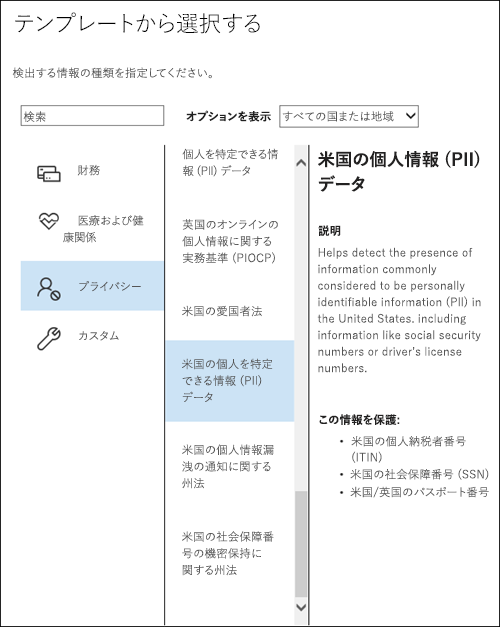 テンプレートから選択する
検出する情報の種類を指定してください。
検索
オプションを表示
すべての国または地域
財務
医療および健
康関係
プライバシー
カスタム
個人を特定できる情
報 (PII) データ
英国のオンラインの
個人情報に関する
実務基準 (PIOCP)
米国の愛国者法
米国の個人を特定
できる情報 (PII)
データ
米国の個人情報漏
洩の通知に関する
州法
米国の社会保障番
号の機密保持に
関する州法
米国の個人情報 (PII)
データ
説明
Helps detect the presence of
information commonly
considered to be personally
identifiable information (PII) in
the United States. including
information like social security
numbers or driver's license
numbers.
この情報を保護:
• 米国の個人納税者番号
(ITIN)
• 米国の社会保障番号 (SSN)
• 米国/英国のパスポート番号